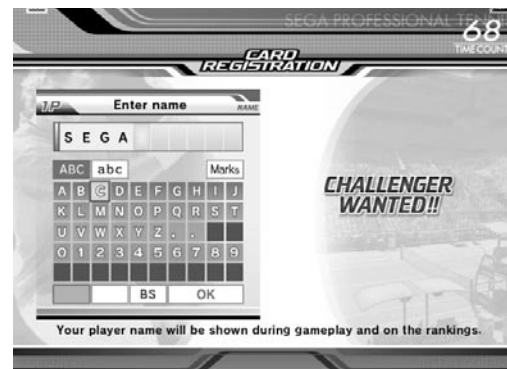 SEGA PROFESSIONAL TENNIS
68
TIME COUNT
CARD
REGISTRATION
1P Enter name NAME
SEGA
ABC abc Marks
A B C D E F G H I J
K L M N O P Q R S T
U V W X Y Z . .
0 1 2 3 4 5 6 7 8 9
BS OK
CHALLENGER
WANTED!!
Your player name will be shown during gameplay and on the rankings.